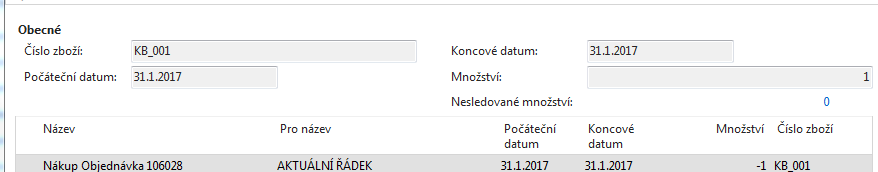 Obecné
Číslo zboží: KB_001 Koncové datum: 31.1.2017
Počáteční datum: 31.1.2017 Množství: 1
Nesledované množství: 0
Název Pro název Počáteční datum Koncové datum Množství Číslo zboží
Nákup Objednávka 106028 AKTUÁLNÍ ŘÁDEK 31.1.2017 31.1.2017 -1 KB_001